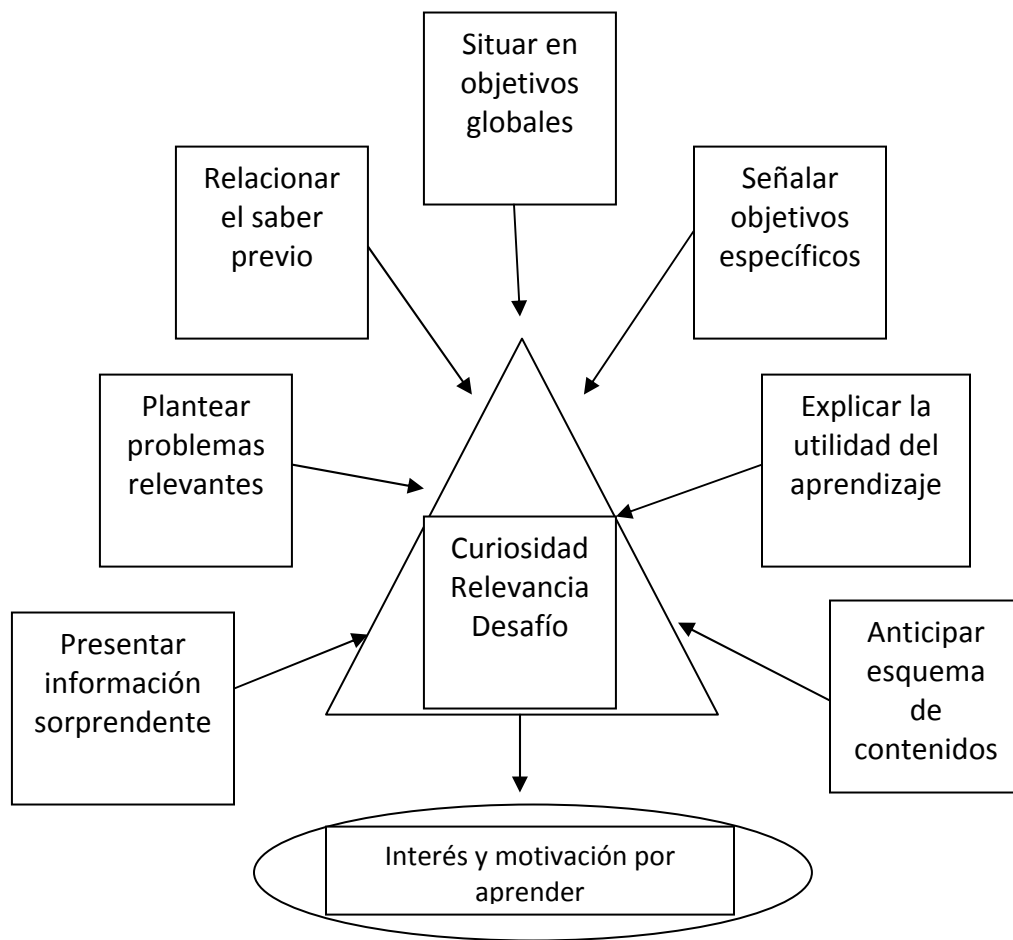 Situar en
objetivos
globales
Relacionar
el saber
previo
Señalar
objetivos
específicos
Plantear
problemas
relevantes
Explicar la
utilidad del
aprendizaje
Curiosidad
Relevancia
Desafío
Presentar
información
sorprendente
Anticipar
esquema
de
contenidos
Interés y motivación por
aprender